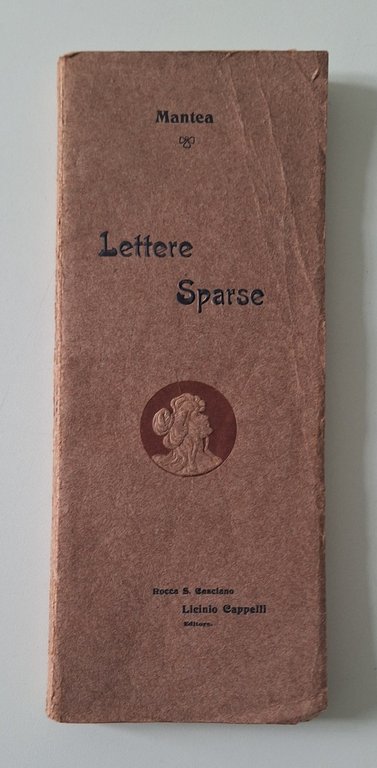 Mantea
Lettere
Sparse
Rocca S. Casciano
Licinio Cappelli
Editore.